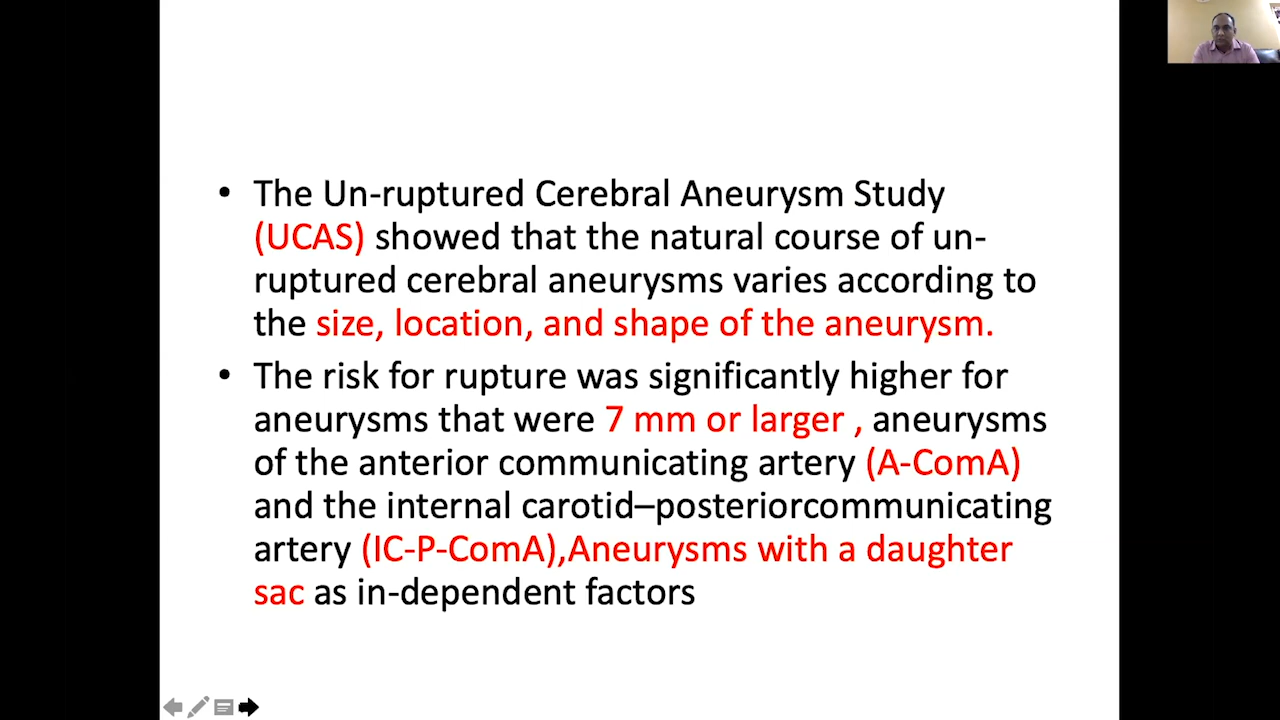 • The Un-ruptured Cerebral Aneurysm Study
(UCAS) showed that the natural course of un-
ruptured cerebral aneurysms varies according to
the size, location, and shape of the aneurysm.
• The risk for rupture was significantly higher for
aneurysms that were 7 mm or larger , aneurysms
of the anterior communicating artery (A-ComA)
and the internal carotid–posteriorcommunicating
artery (IC-P-ComA),Aneurysms with a daughter
sac as in-dependent factors